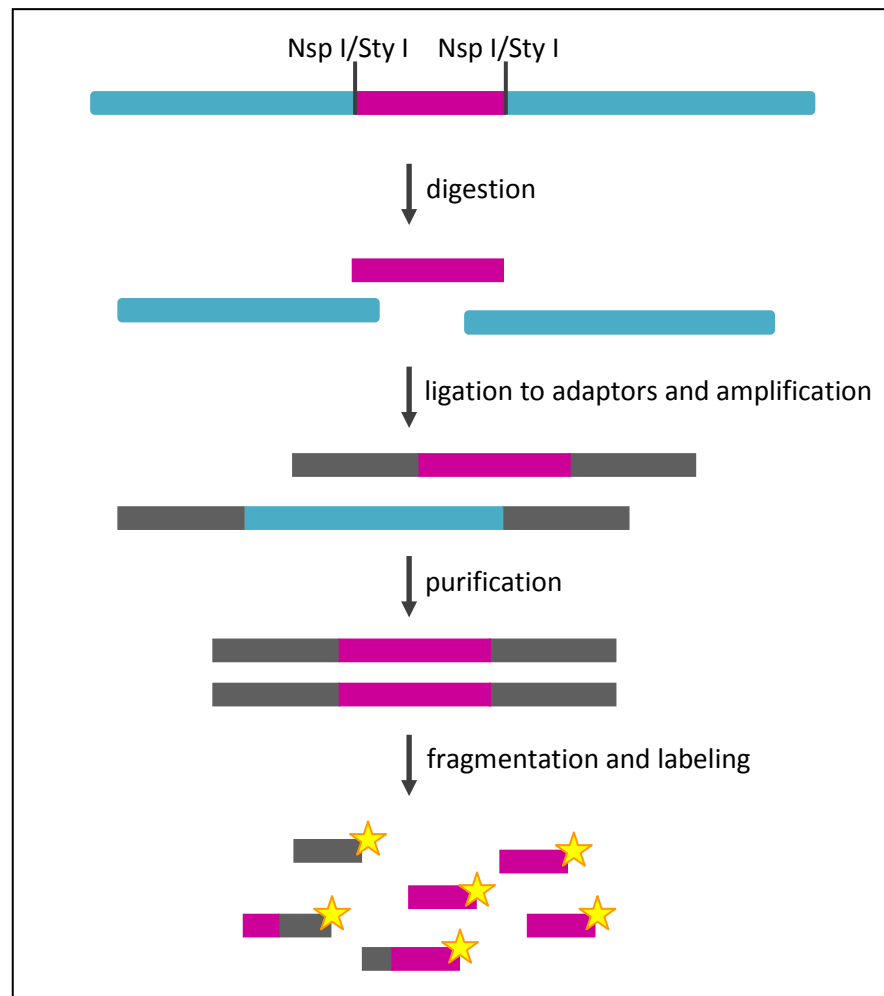 Nsp I/Sty I Nsp I/Sty I
digestion
ligation to adaptors and amplification
purification
fragmentation and labeling